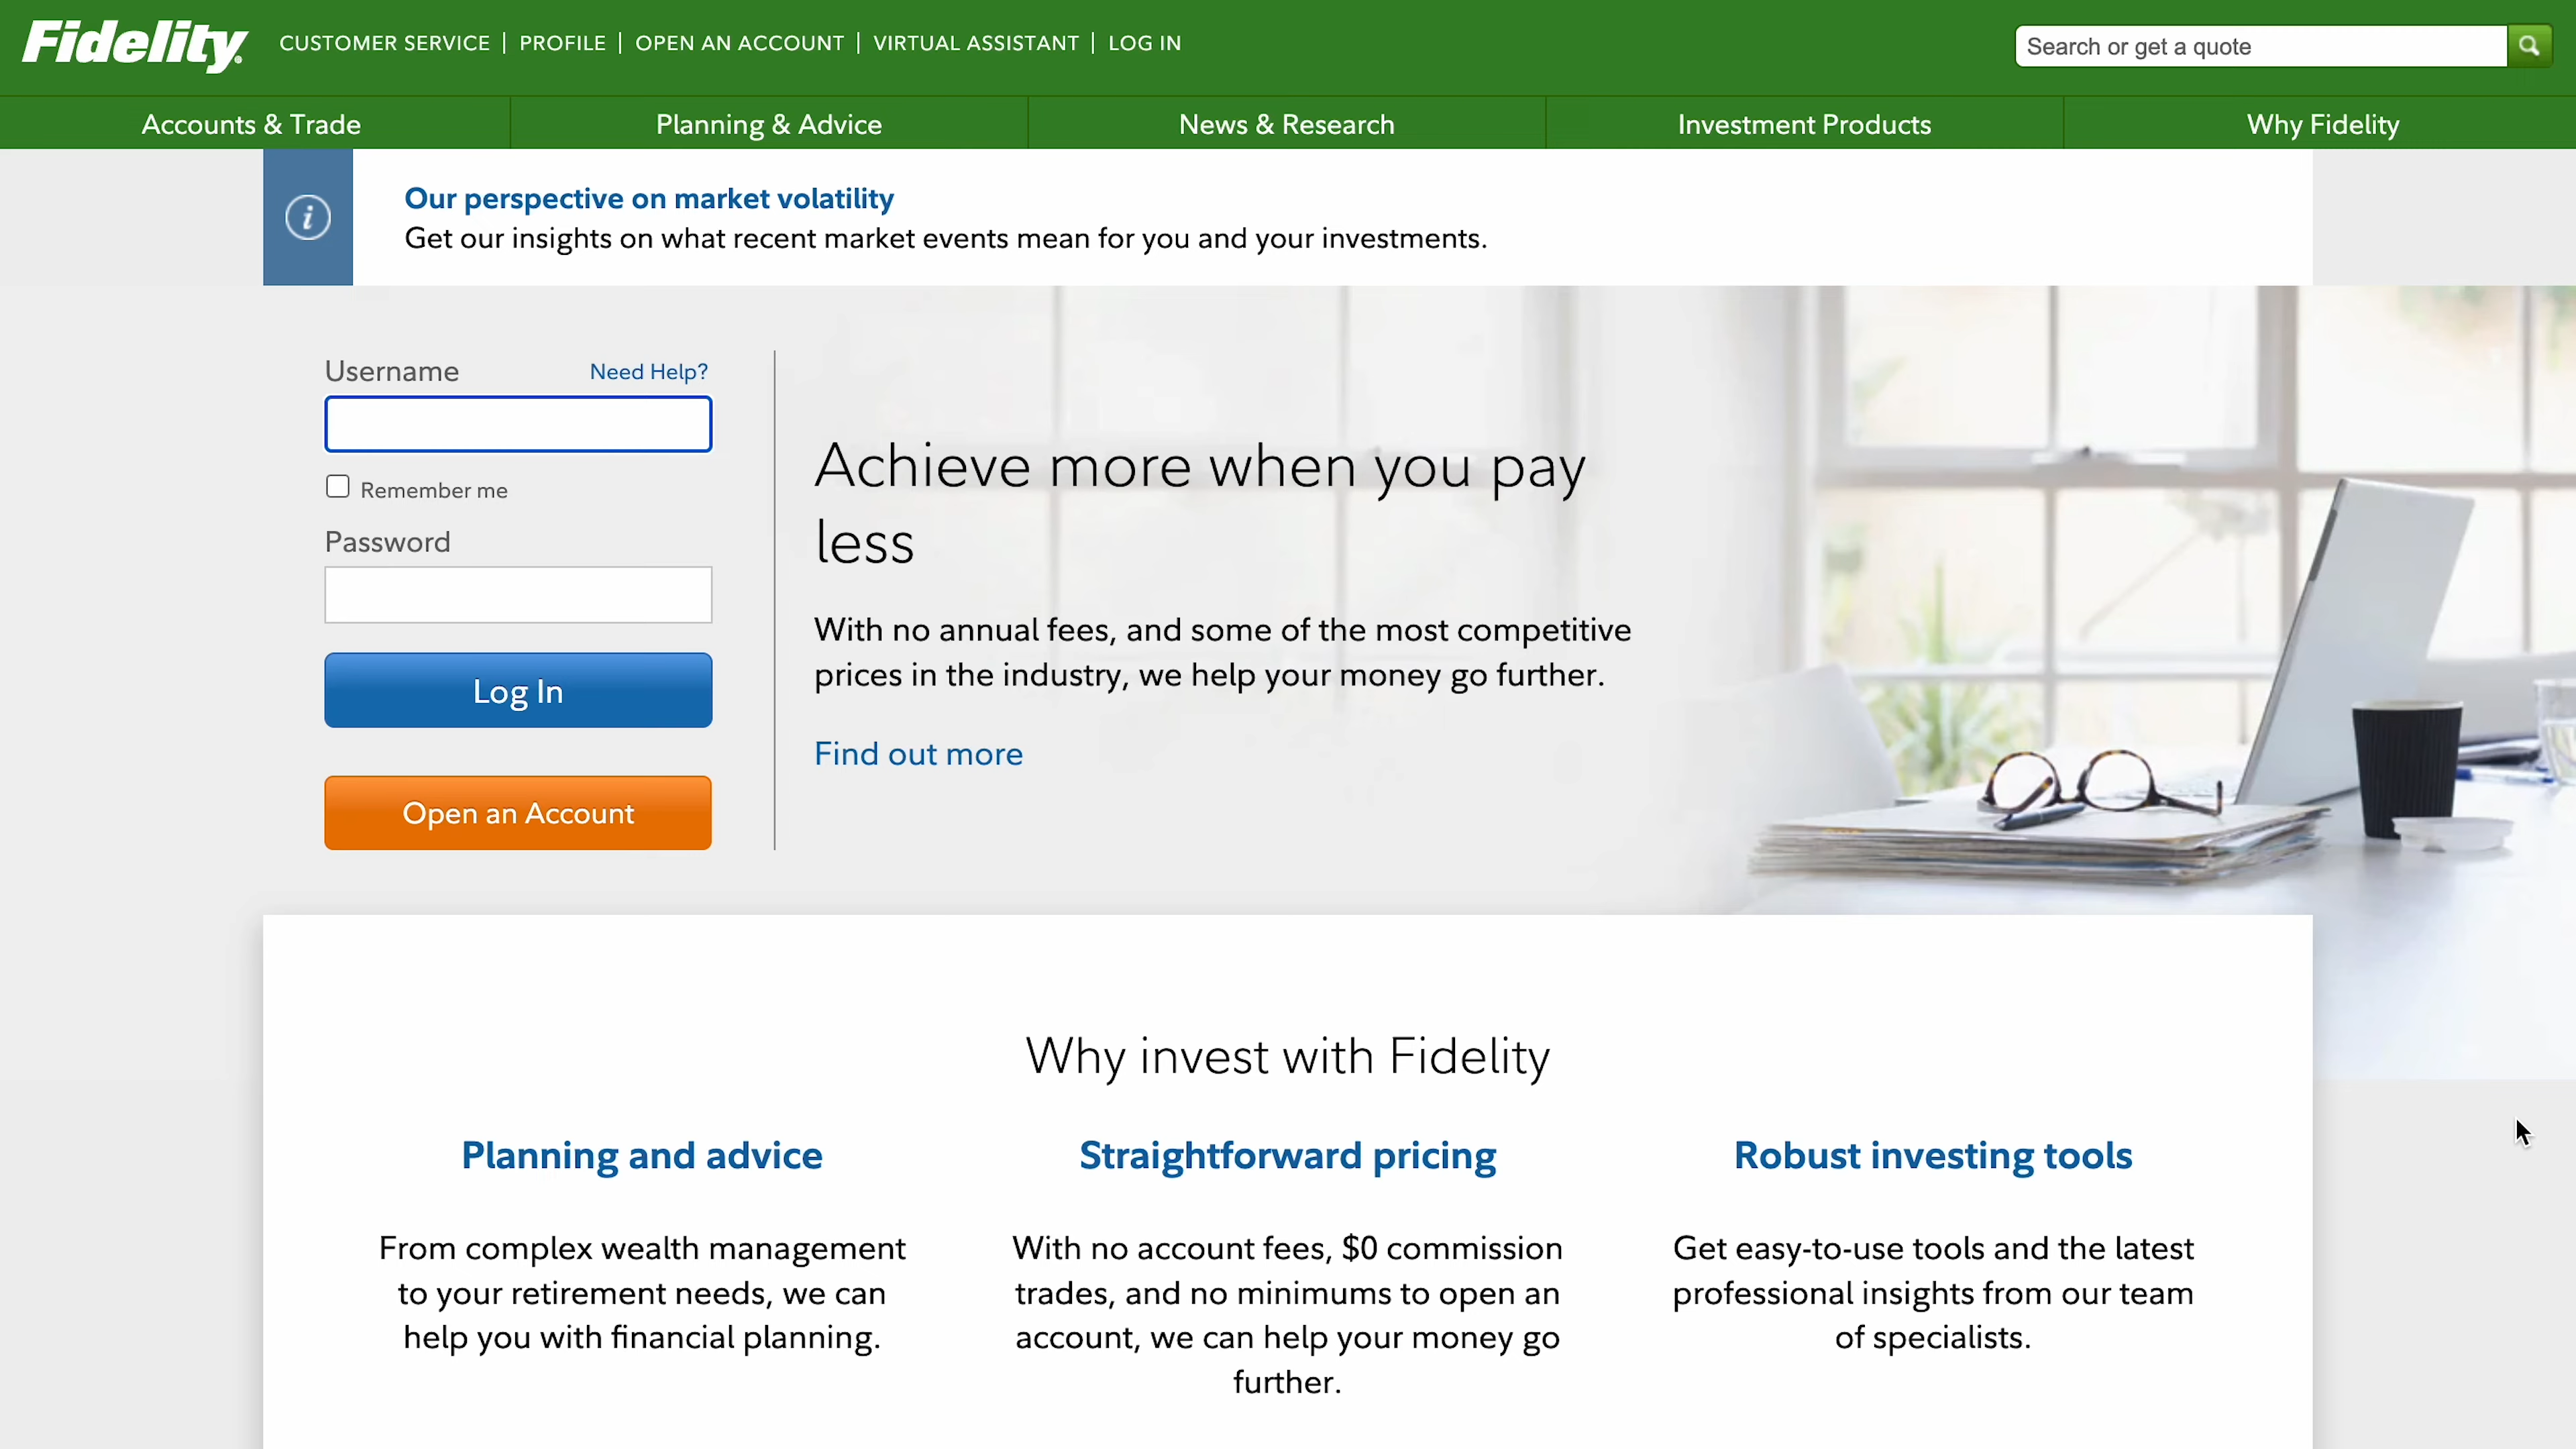 Fidelity
CUSTOMER SERVICE | PROFILE | OPEN AN ACCOUNT | VIRTUAL ASSISTANT | LOG IN
Search or get a quote
Accounts & Trade
Planning & Advice
News & Research
Investment Products
Why Fidelity
i
Our perspective on market volatility
Get our insights on what recent market events mean for you and your investments.
Username
Need Help?
Remember me
Password
Log In
Open an Account
Achieve more when you pay
less
With no annual fees, and some of the most competitive
prices in the industry, we help your money go further.
Find out more
Why invest with Fidelity
Planning and advice
From complex wealth management
to your retirement needs, we can
help you with financial planning.
Straightforward pricing
With no account fees, $0 commission
trades, and no minimums to open an
account, we can help your money go
further.
Robust investing tools
Get easy-to-use tools and the latest
professional insights from our team
of specialists.